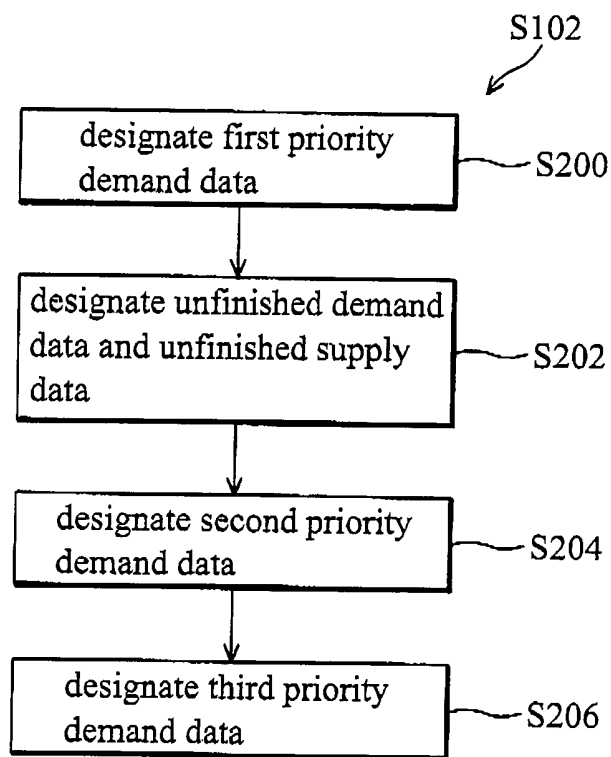 S102
designate first priority
demand data
S200
designate unfinished demand
data and unfinished supply
data
S202
designate second priority
demand data
S204
designate third priority
demand data
S206